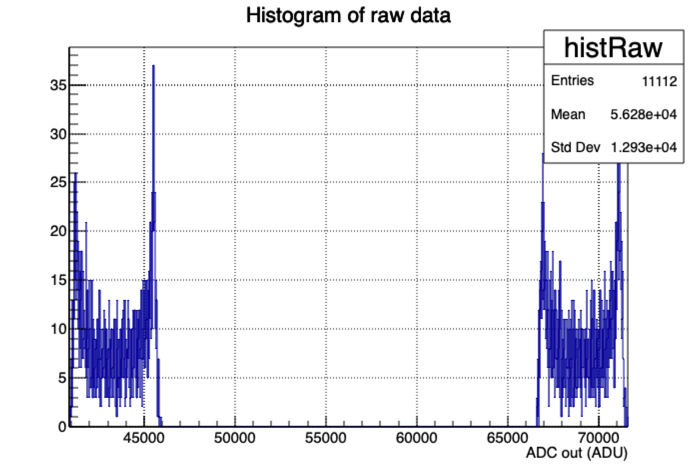 Histogram of raw data
histRaw
Entries 11112
Mean 5.628e+04
Std Dev 1.293e+04
35
30
25
20
15
10
5
0
45000 50000 55000 60000 65000 70000
ADC out (ADU)